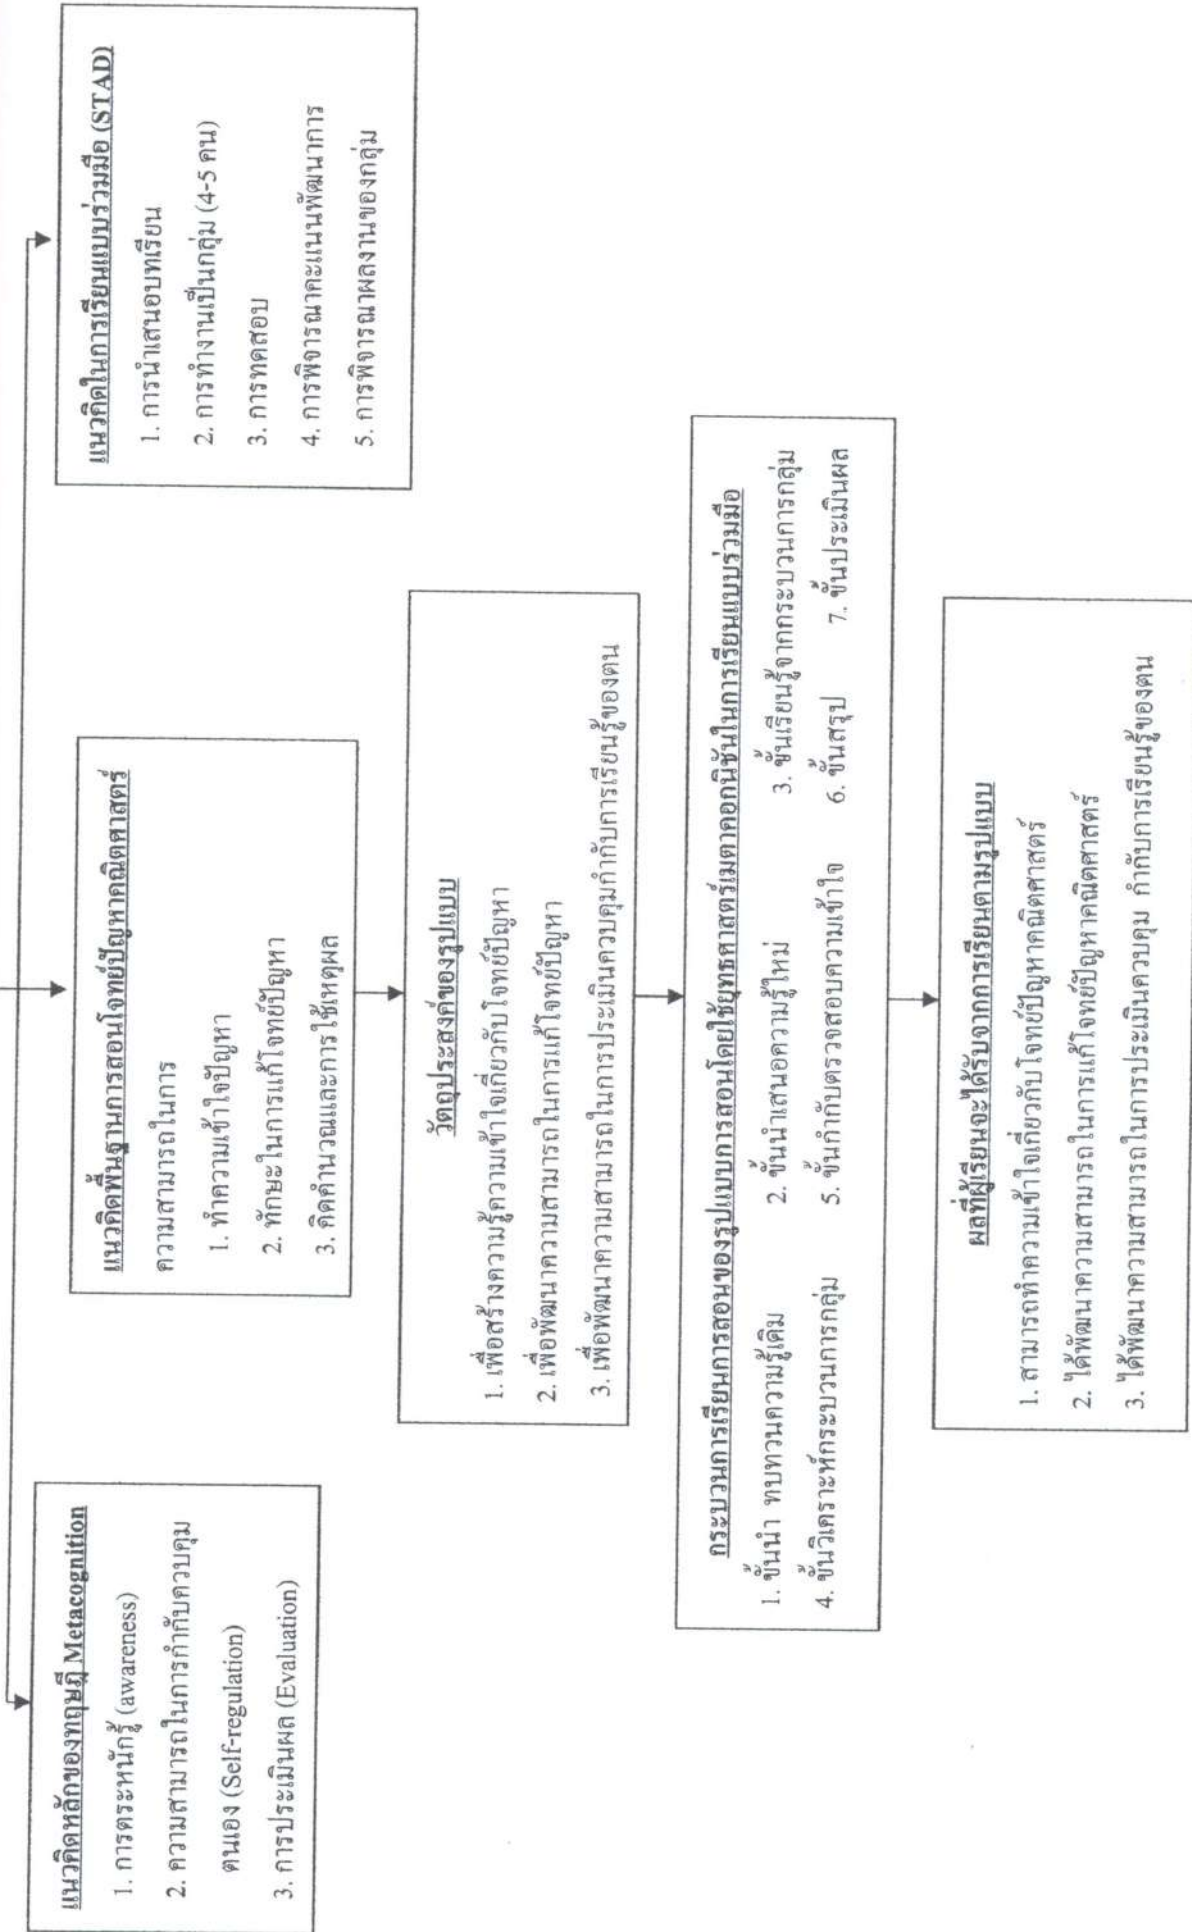 แนวคิดหลักของทฤษฎี Metacognition
1. การตระหนักรู้ (awareness)
2. ความสามารถในการกำกับควบคุม
ตนเอง (Self-regulation)
3. การประเมินผล (Evaluation)
แนวคิดพื้นฐานการสอนโจทย์ปัญหาคณิตศาสตร์
ความสามารถในการ
1. ทำความเข้าใจปัญหา
2. ทักษะในการแก้โจทย์ปัญหา
3. คิดคำนวณและการใช้เหตุผล
แนวคิดในการเรียนแบบร่วมมือ (STAD)
1. การนำเสนอบทเรียน
2. การทำงานเป็นกลุ่ม (4-5 คน)
3. การทดสอบ
4. การพิจารณาคะแนนพัฒนาการ
5. การพิจารณาผลงานของกลุ่ม
วัตถุประสงค์ของรูปแบบ
1. เพื่อสร้างความรู้ความเข้าใจเกี่ยวกับโจทย์ปัญหา
2. เพื่อพัฒนาความสามารถในการแก้โจทย์ปัญหา
3. เพื่อพัฒนาความสามารถในการประเมินควบคุมกำกับการเรียนรู้ของตน
กระบวนการเรียนการสอนของรูปแบบการสอนโดยใช้ยุทธศาสตร์เมตาคอกนิชันในการเรียนแบบร่วมมือ
1. ขั้นนำ ทบทวนความรู้เดิม 2. ขั้นนำเสนอความรู้ใหม่ 3. ขั้นเรียนรู้จากกระบวนการกลุ่ม
4. ขั้นวิเคราะห์กระบวนการกลุ่ม 5. ขั้นกำกับตรวจสอบความเข้าใจ 6. ขั้นสรุป 7. ขั้นประเมินผล
ผลที่ผู้เรียนจะได้รับจากการเรียนตามรูปแบบ
1. สามารถทำความเข้าใจเกี่ยวกับโจทย์ปัญหาคณิตศาสตร์
2. ได้พัฒนาความสามารถในการแก้โจทย์ปัญหาคณิตศาสตร์
3. ได้พัฒนาความสามารถในการประเมินควบคุม กำกับการเรียนรู้ของตน